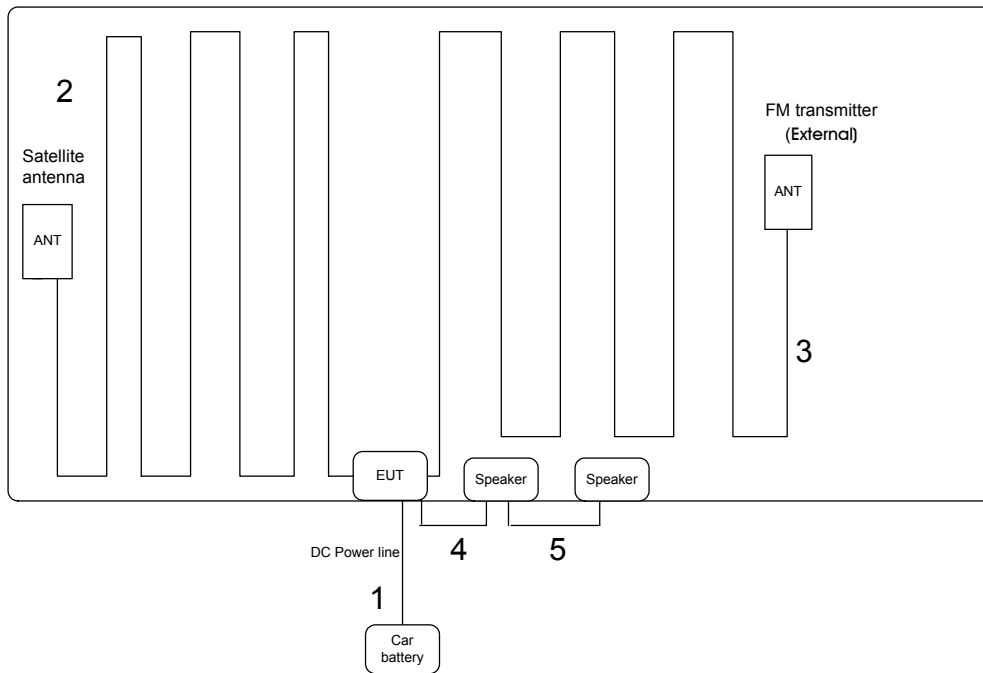 2
Satellite
antenna
ANT
FM transmitter
(External)
ANT
3
EUT
Speaker
Speaker
DC Power line
4
5
1
Car
battery